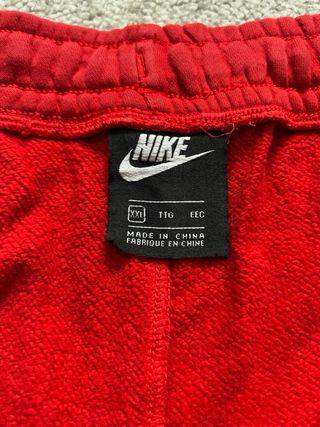 NIKE
XXL TTG EEC
MADE IN CHINA
FABRIQUE EN CHINE